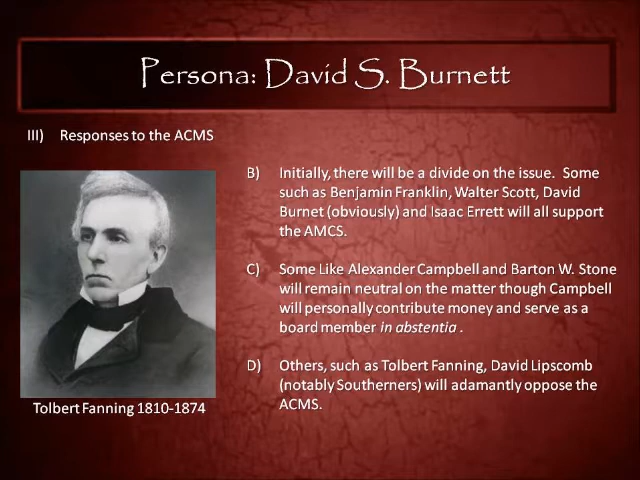 Persona: David S. Burnett
III) Responses to the ACMS
B) Initially, there will be a divide on the issue. Some
such as Benjamin Franklin, Walter Scott, David
Burnet (obviously) and Isaac Errett will all support
the AMCS.
C) Some Like Alexander Campbell and Barton W. Stone
will remain neutral on the matter though Campbell
will personally contribute money and serve as a
board member in abstentia .
D) Others, such as Tolbert Fanning, David Lipscomb
(notably Southerners) will adamantly oppose the
ACMS.
Tolbert Fanning 1810-1874